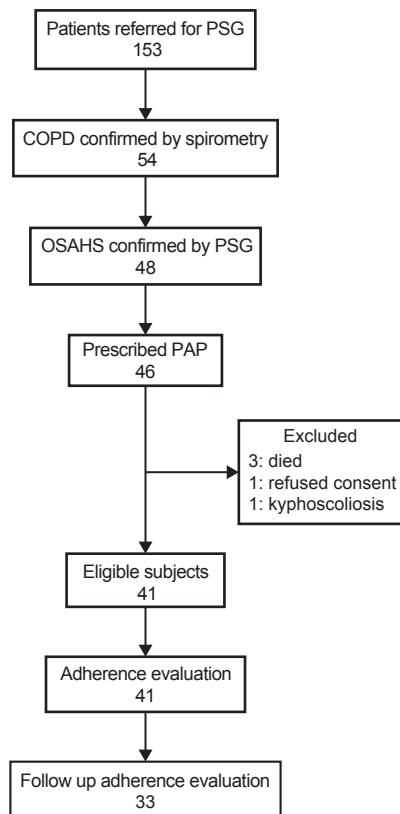 Patients referred for PSG
153
COPD confirmed by spirometry
54
OSAHS confirmed by PSG
48
Prescribed PAP
46
Excluded
3: died
1: refused consent
1: kyphoscoliosis
Eligible subjects
41
Adherence evaluation
41
Follow up adherence evaluation
33